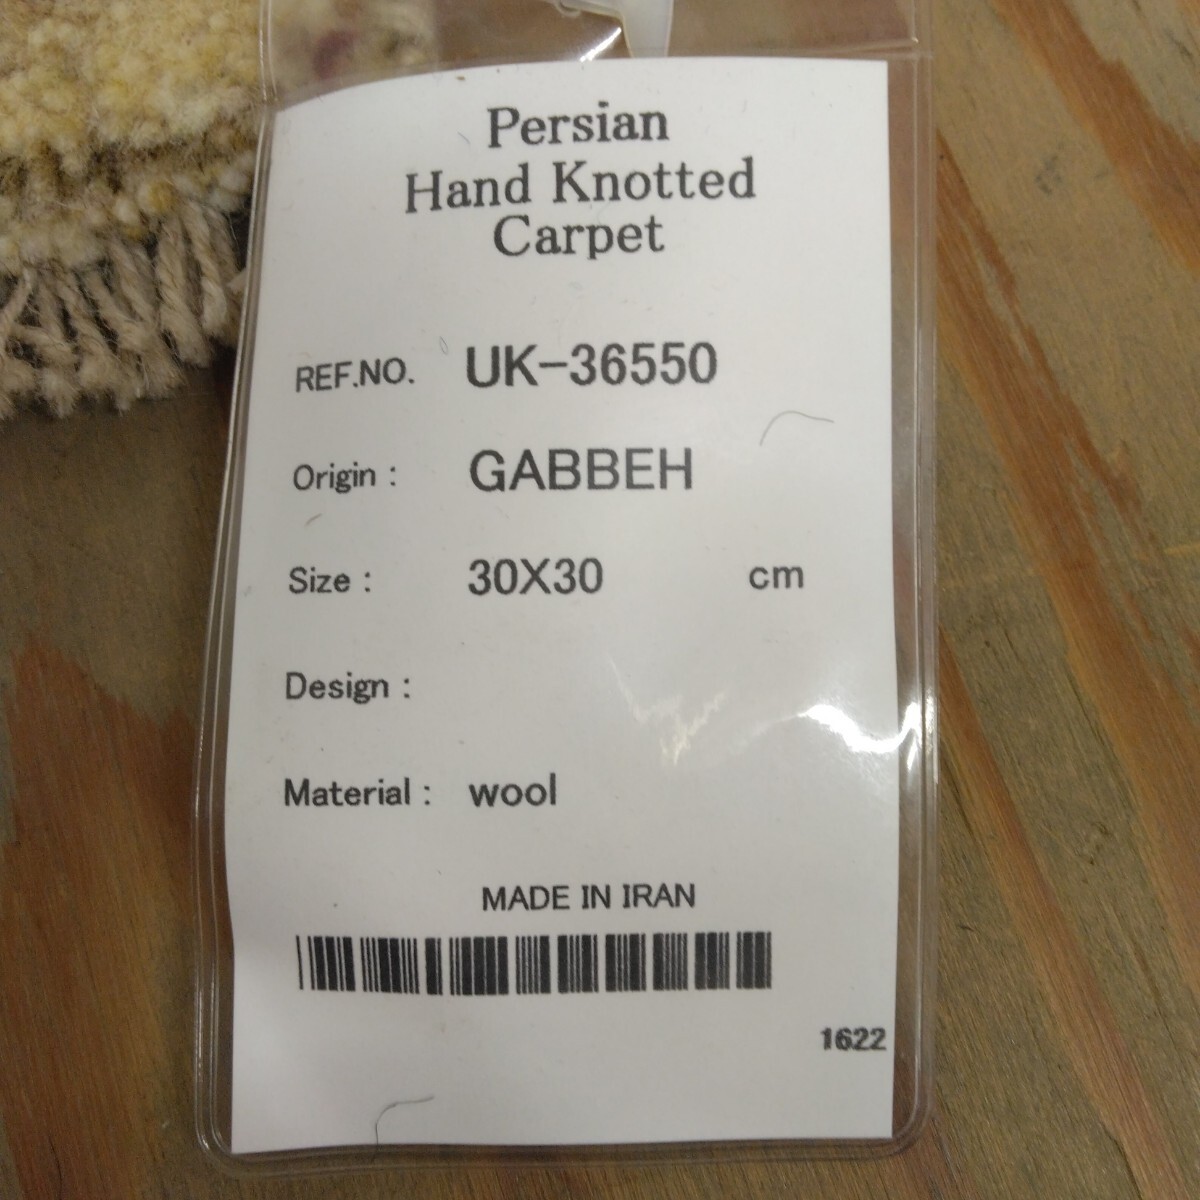 Persian
Hand Knotted
Carpet
REF.NO. UK-36550
Origin : GABBEH
Size : 30X30 cm
Design :
Material : wool
MADE IN IRAN
1622